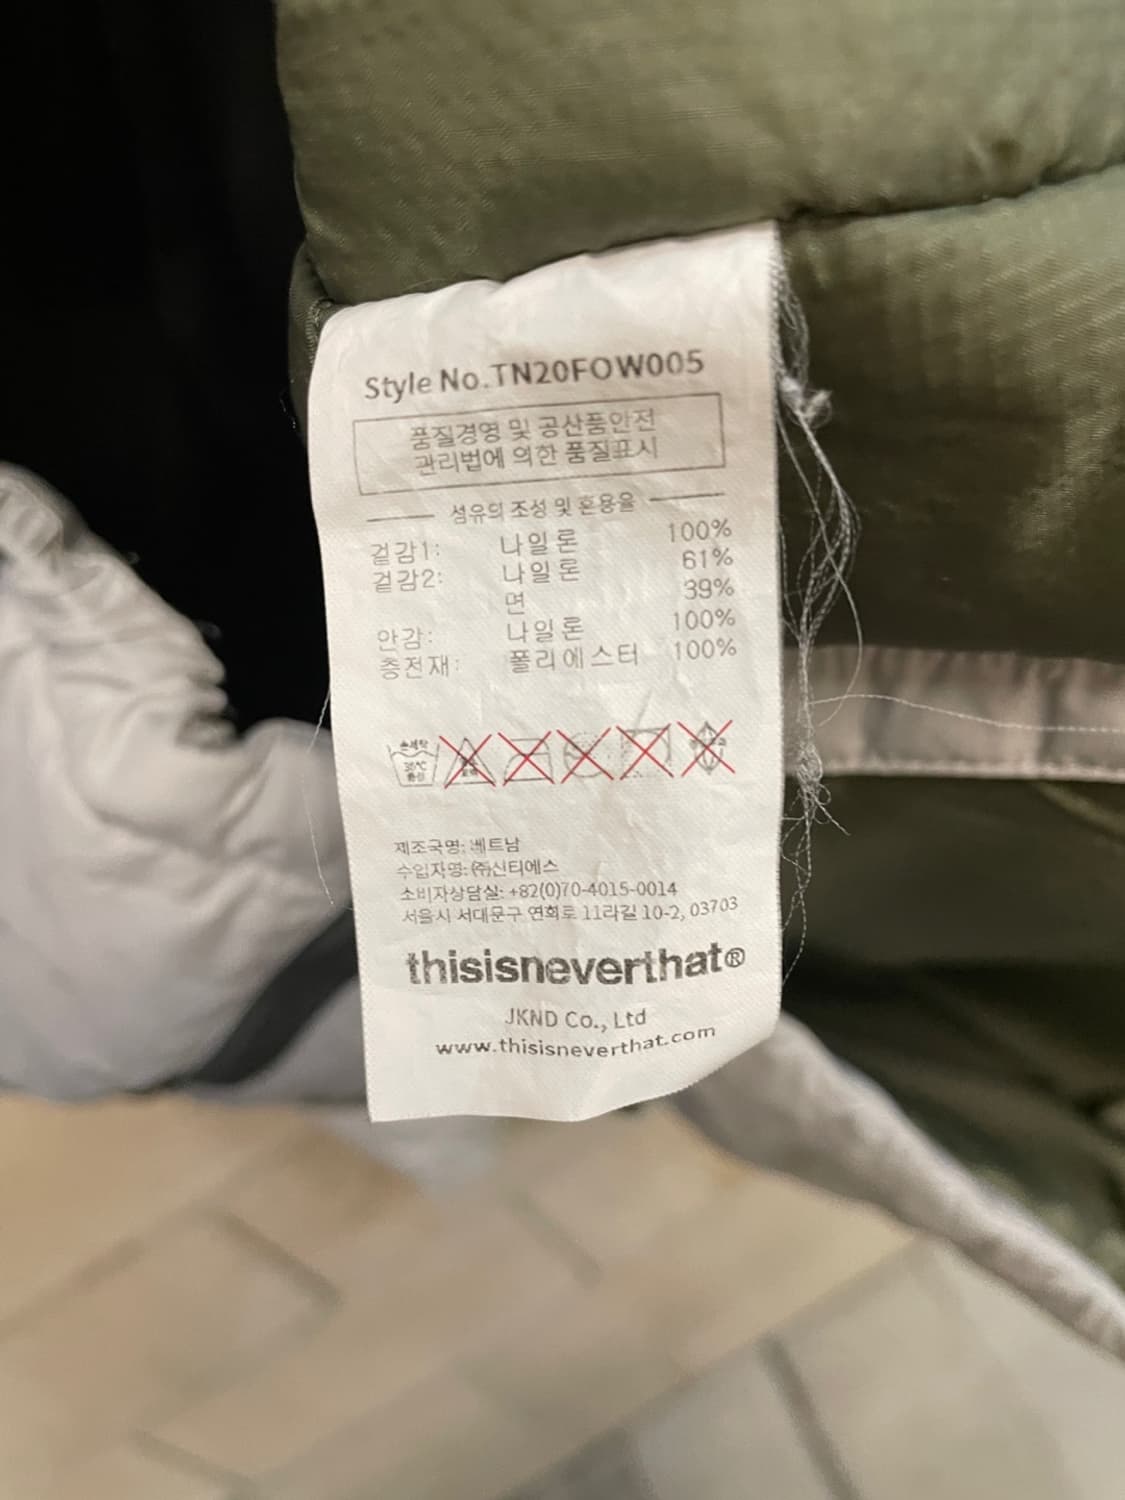 Style No.TN20FOW005
품질경영 및 공산품안전
관리법에 의한 품질표시
섬유의 조성 및 혼용율
겉감1: 나일론 100%
겉감2: 나일론 61%
면 39%
안감: 나일론 100%
충전재: 폴리에스터 100%
손세탁
30℃
중성
제조국명: 베트남
수입자명: ㈜신티에스
소비자상담실: +82(0)70-4015-0014
서울시 서대문구 연희로 11라길 10-2, 03703
thisisneverthat®
JKND Co., Ltd
www.thisisneverthat.com